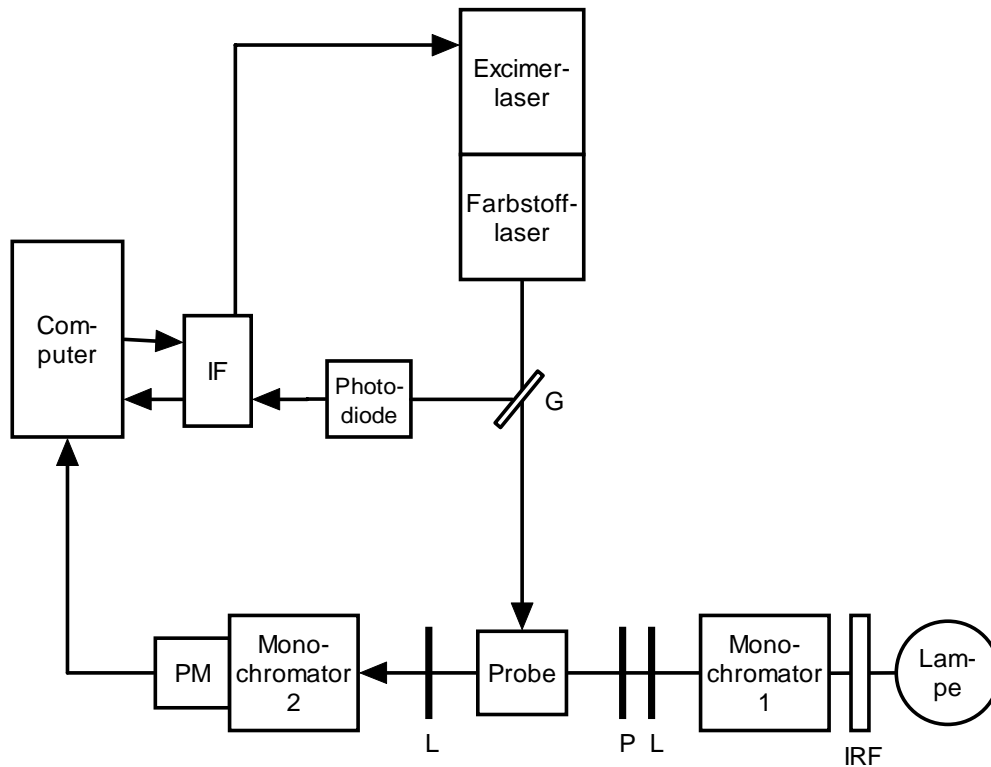 Excimer-
laser
Farbstoff-
laser
Com-
puter
IF
Photo-
diode
G
PM
Mono-
chromator
2
L
Probe
P
L
Mono-
chromator
1
IRF
Lam-
pe